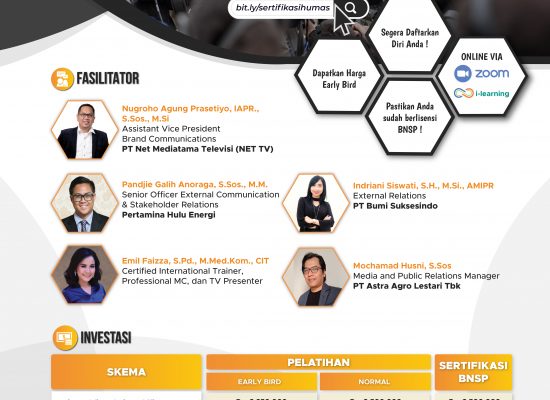 bit.ly/sertifikasihumas
Segera Daftarkan
Diri Anda !
Dapatkan Harga
Early Bird
Pastikan Anda
sudah berlisensi
BNSP !
ONLINE VIA
zoom
i-learning
FASILITATOR
Nugroho Agung Prasetiyo, IAPR.,
S.Sos., M.Si
Assistant Vice President
Brand Communications
PT Net Mediatama Televisi (NET TV)
Pandjie Galih Anoraga, S.Sos., M.M.
Senior Officer External Communication
& Stakeholder Relations
Pertamina Hulu Energi
Indriani Siswati, S.H., M.Si., AMIPR
External Relations
PT Bumi Suksesindo
Emil Faizza, S.Pd., M.Med.Kom., CIT
Certified International Trainer,
Professional MC, dan TV Presenter
Mochamad Husni, S.Sos
Media and Public Relations Manager
PT Astra Agro Lestari Tbk
INVESTASI
SKEMA
PELATIHAN
SERTIFIKASI
BNSP
EARLY BIRD
NORMAL